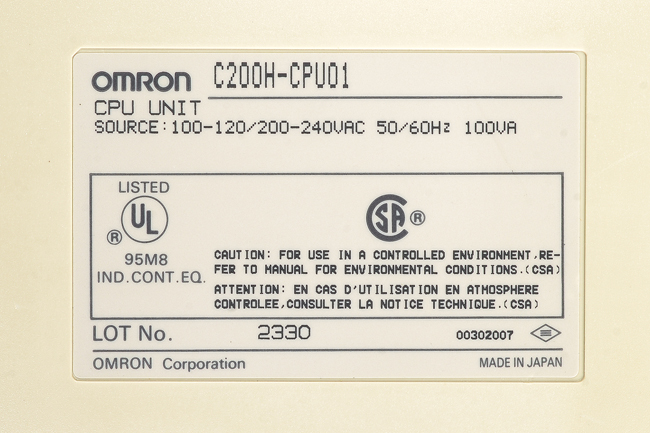 OMRON C200H-CPU01
CPU UNIT
SOURCE:100-120/200-240VAC 50/60Hz 100VA
LISTED
UL ®
95M8
IND.CONT.EQ.
SA ®
CAUTION: FOR USE IN A CONTROLLED ENVIRONMENT,RE-
FER TO MANUAL FOR ENVIRONMENTAL CONDITIONS.(CSA)
ATTENTION: EN CAS D'UTILISATION EN ATMOSPHERE
CONTROLEE,CONSULTER LA NOTICE TECHNIQUE.(CSA)
LOT No. 2330 00302007
OMRON Corporation MADE IN JAPAN